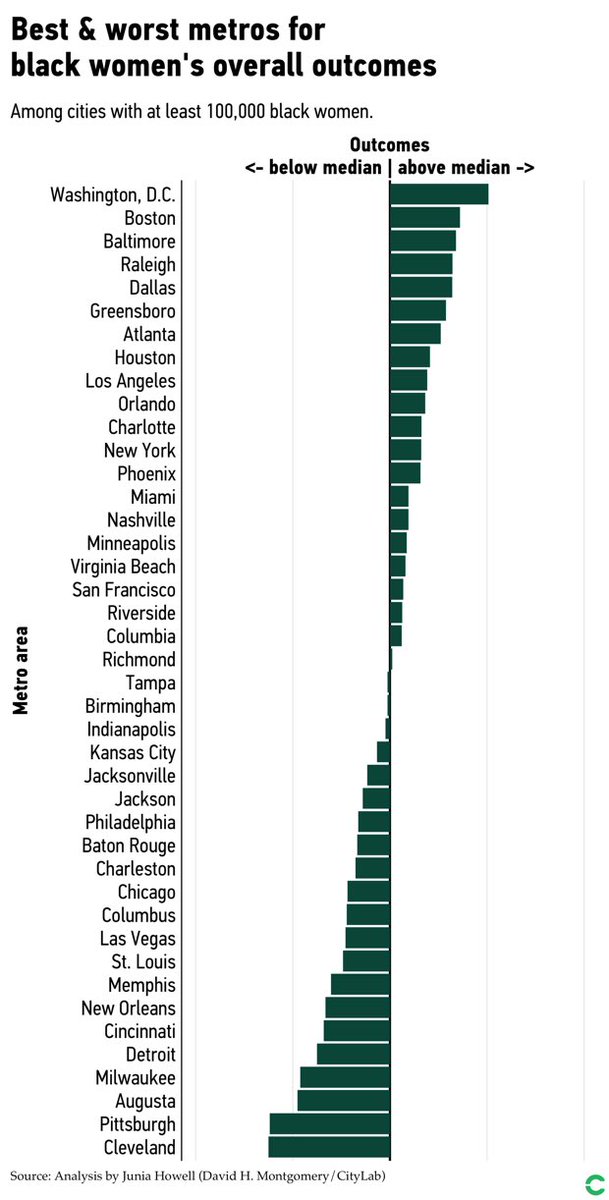 Best & worst metros for
black women's overall outcomes
Among cities with at least 100,000 black women.
Outcomes
<- below median | above median ->
Washington, D.C.
Boston
Baltimore
Raleigh
Dallas
Greensboro
Atlanta
Houston
Los Angeles
Orlando
Charlotte
New York
Phoenix
Miami
Nashville
Minneapolis
Virginia Beach
San Francisco
Riverside
Columbia
Richmond
Tampa
Birmingham
Indianapolis
Kansas City
Jacksonville
Jackson
Philadelphia
Baton Rouge
Charleston
Chicago
Columbus
Las Vegas
St. Louis
Memphis
New Orleans
Cincinnati
Detroit
Milwaukee
Augusta
Pittsburgh
Cleveland
Metro area
Source: Analysis by Junia Howell (David H. Montgomery/CityLab)